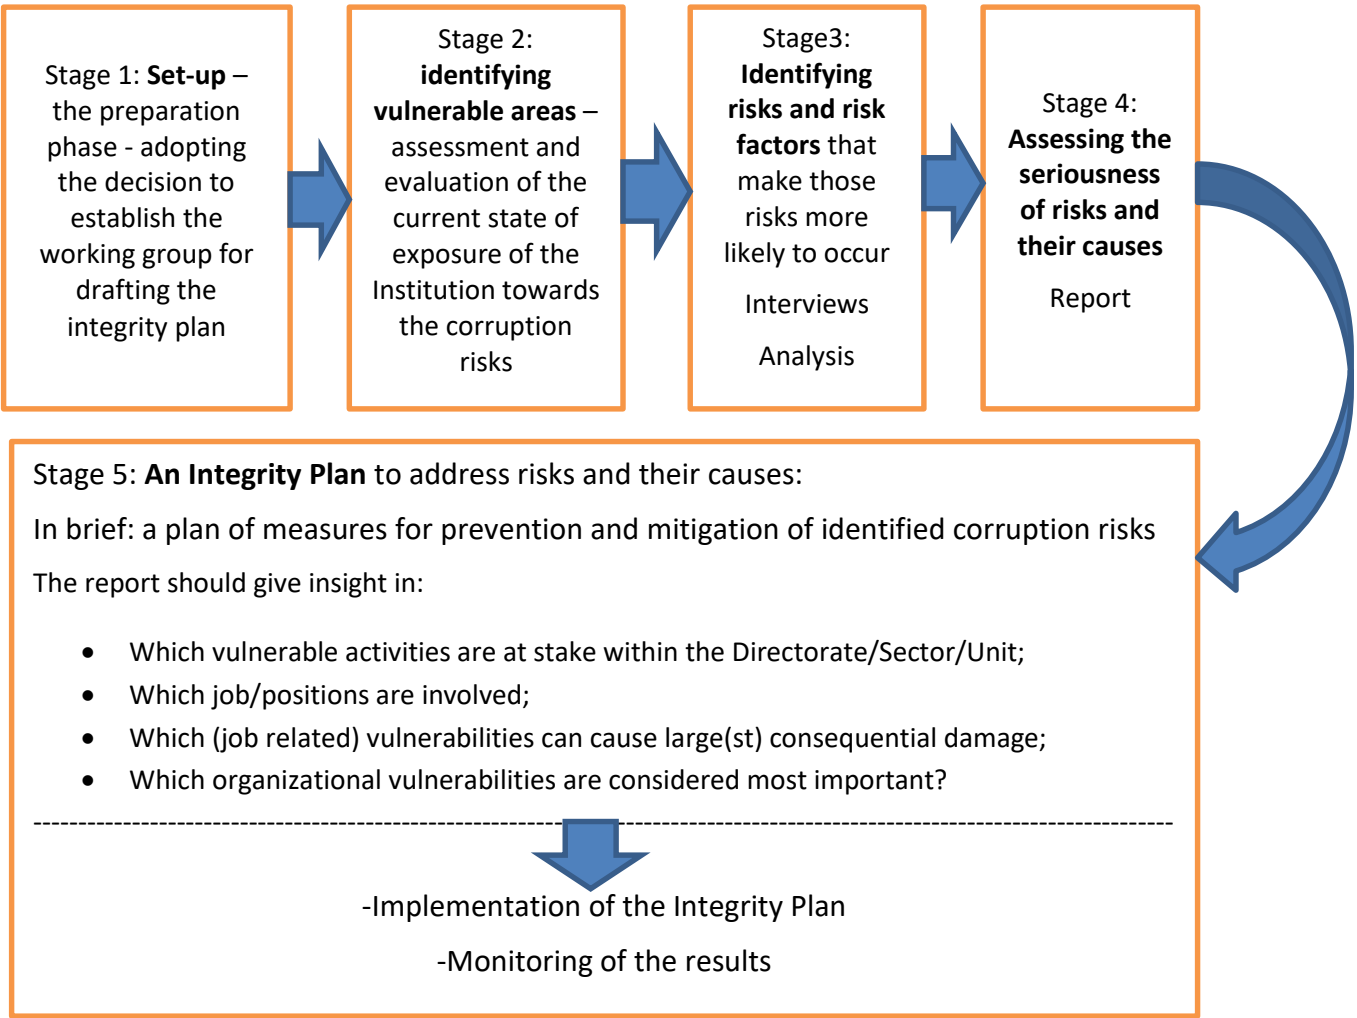 Stage 1: Set-up –
the preparation
phase - adopting
the decision to
establish the
working group for
drafting the
integrity plan
Stage 2:
identifying
vulnerable areas –
assessment and
evaluation of the
current state of
exposure of the
Institution towards
the corruption
risks
Stage3:
Identifying
risks and risk
factors that
make those
risks more
likely to occur
Interviews
Analysis
Stage 4:
Assessing the
seriousness
of risks and
their causes
Report
Stage 5: An Integrity Plan to address risks and their causes:
In brief: a plan of measures for prevention and mitigation of identified corruption risks
The report should give insight in:
• Which vulnerable activities are at stake within the Directorate/Sector/Unit;
• Which job/positions are involved;
• Which (job related) vulnerabilities can cause large(st) consequential damage;
• Which organizational vulnerabilities are considered most important?
-Implementation of the Integrity Plan
-Monitoring of the results